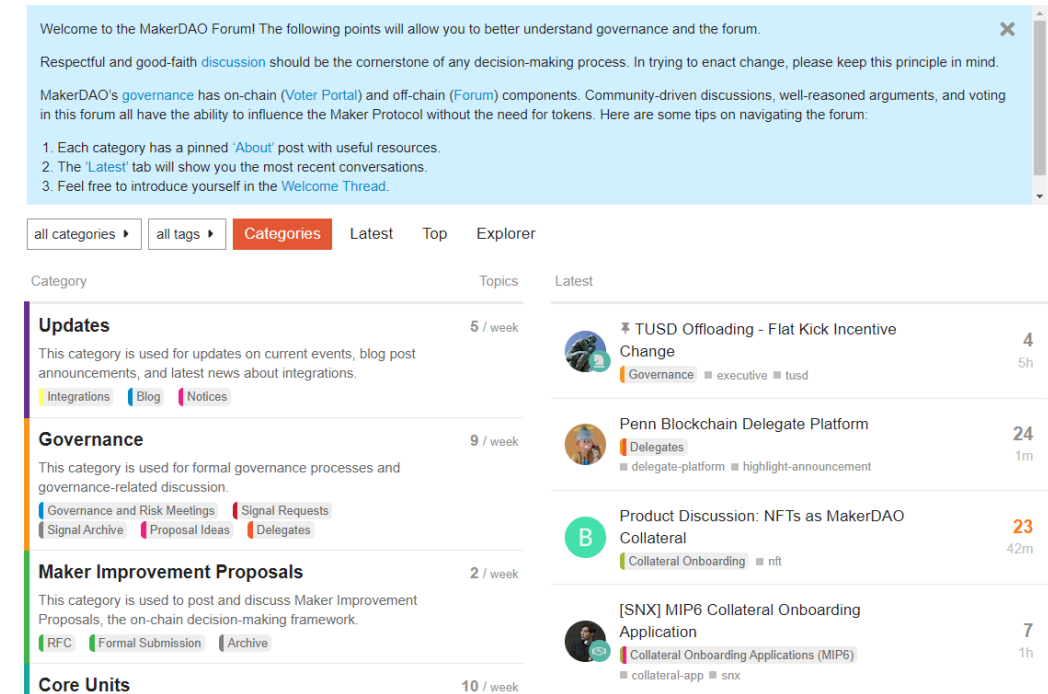 Welcome to the MakerDAO Forum! The following points will allow you to better understand governance and the forum.
Respectful and good-faith discussion should be the cornerstone of any decision-making process. In trying to enact change, please keep this principle in mind.
MakerDAO's governance has on-chain (Voter Portal) and off-chain (Forum) components. Community-driven discussions, well-reasoned arguments, and voting
in this forum all have the ability to influence the Maker Protocol without the need for tokens. Here are some tips on navigating the forum:
1. Each category has a pinned 'About' post with useful resources.
2. The 'Latest' tab will show you the most recent conversations.
3. Feel free to introduce yourself in the Welcome Thread.
all categories all tags Categories Latest Top Explorer
Category Topics
Updates 5 / week
This category is used for updates on current events, blog post
announcements, and latest news about integrations.
Integrations Blog Notices
Governance 9 / week
This category is used for formal governance processes and
governance-related discussion.
Governance and Risk Meetings Signal Requests
Signal Archive Proposal Ideas Delegates
Maker Improvement Proposals 2 / week
This category is used to post and discuss Maker Improvement
Proposals, the on-chain decision-making framework.
RFC Formal Submission Archive
Core Units 10 / week
Latest
TUSD Offloading - Flat Kick Incentive
Change
4
5h
Governance executive tusd
Penn Blockchain Delegate Platform
24
1m
Delegates
delegate-platform highlight-announcement
B
Product Discussion: NFTs as MakerDAO
Collateral
23
42m
Collateral Onboarding nft
[SNX] MIP6 Collateral Onboarding
Application
7
1h
Collateral Onboarding Applications (MIP6)
collateral-app snx